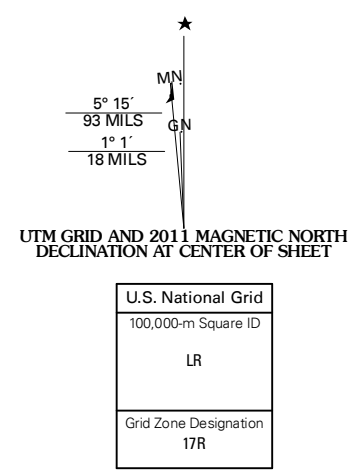 ★
MN
5° 15´
93 MILS
GN
1° 1´
18 MILS
UTM GRID AND 2011 MAGNETIC NORTH
DECLINATION AT CENTER OF SHEET
U.S. National Grid
100,000-m Square ID
LR
Grid Zone Designation
17R